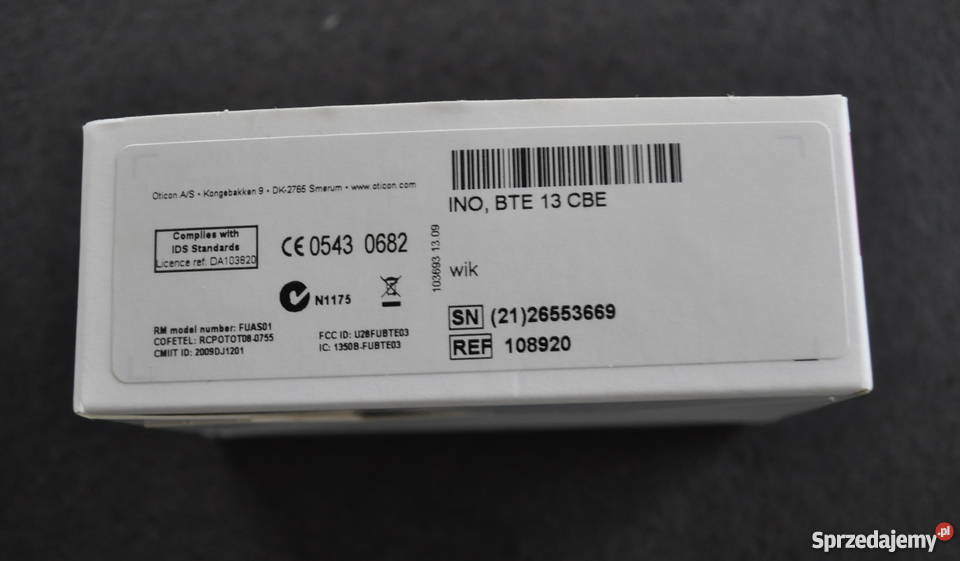 Oticon A/S • Kongebakken 9 • DK-2765 Smørum • www.oticon.com
Complies with
IDS Standards
Licence ref. DA103820
CE 0543 0682
N1175
103693 13.09
RM model number: FUAS01
COFETEL: RCPOTOT08-0755
CMIIT ID: 2009DJ1201
FCC ID: U28FUBTE03
IC: 1350B-FUBTE03
INO, BTE 13 CBE
wik
SN (21)26553669
REF 108920
Sprzedajemy.pl